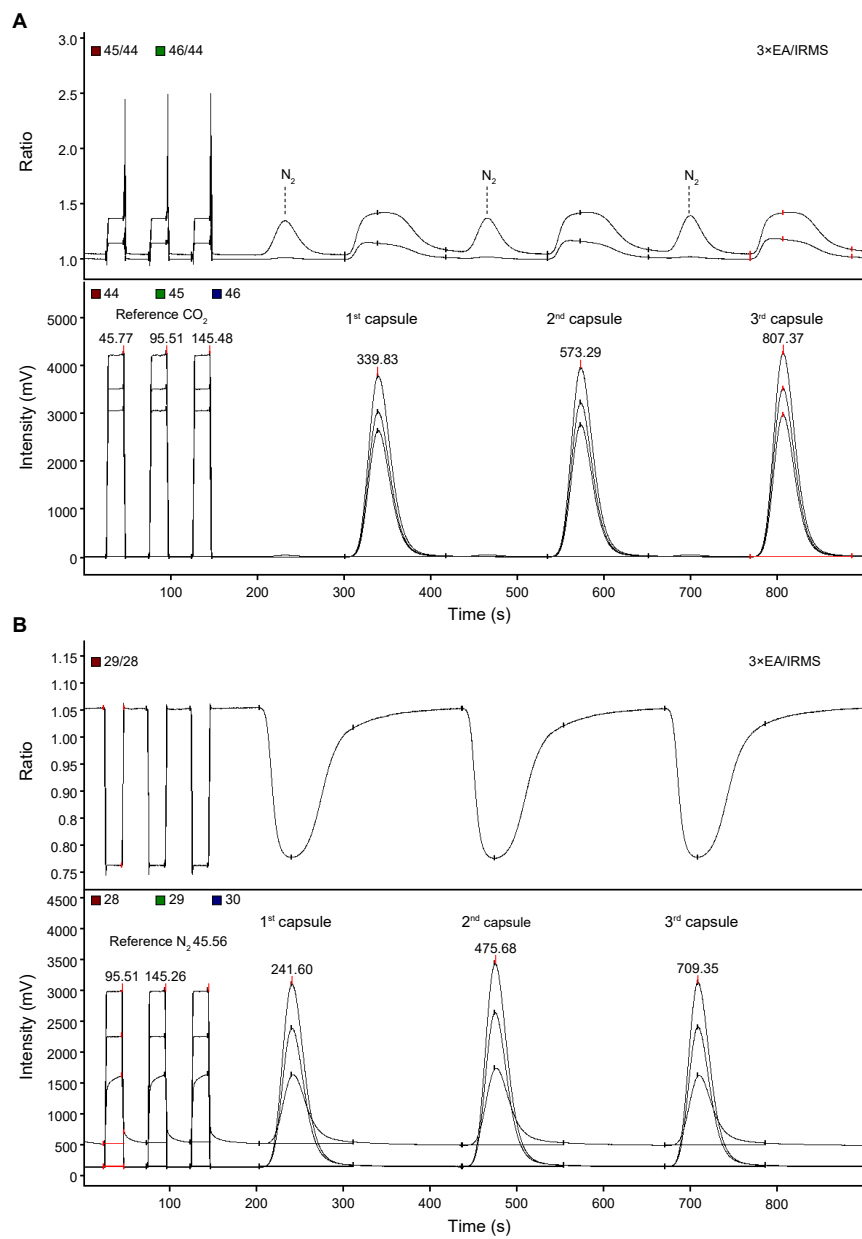 A
3.0
2.5
2.0
1.5
1.0
Ratio
45/44 46/44 3×EA/IRMS
N₂ N₂ N₂
44 45 46
Reference CO₂ 1st capsule 2nd capsule 3rd capsule
45.77 95.51 145.48 339.83 573.29 807.37
5000
4000
3000
2000
1000
0
Intensity (mV)
100 200 300 400 500 600 700 800
Time (s)
B
1.15
1.10
1.05
1.00
0.95
0.90
0.85
0.80
0.75
Ratio
29/28 3×EA/IRMS
28 29 30
1st capsule 2nd capsule 3rd capsule
Reference N₂ 45.56
95.51 145.26 241.60 475.68 709.35
4500
4000
3500
3000
2500
2000
1500
1000
500
0
Intensity (mV)
100 200 300 400 500 600 700 800
Time (s)